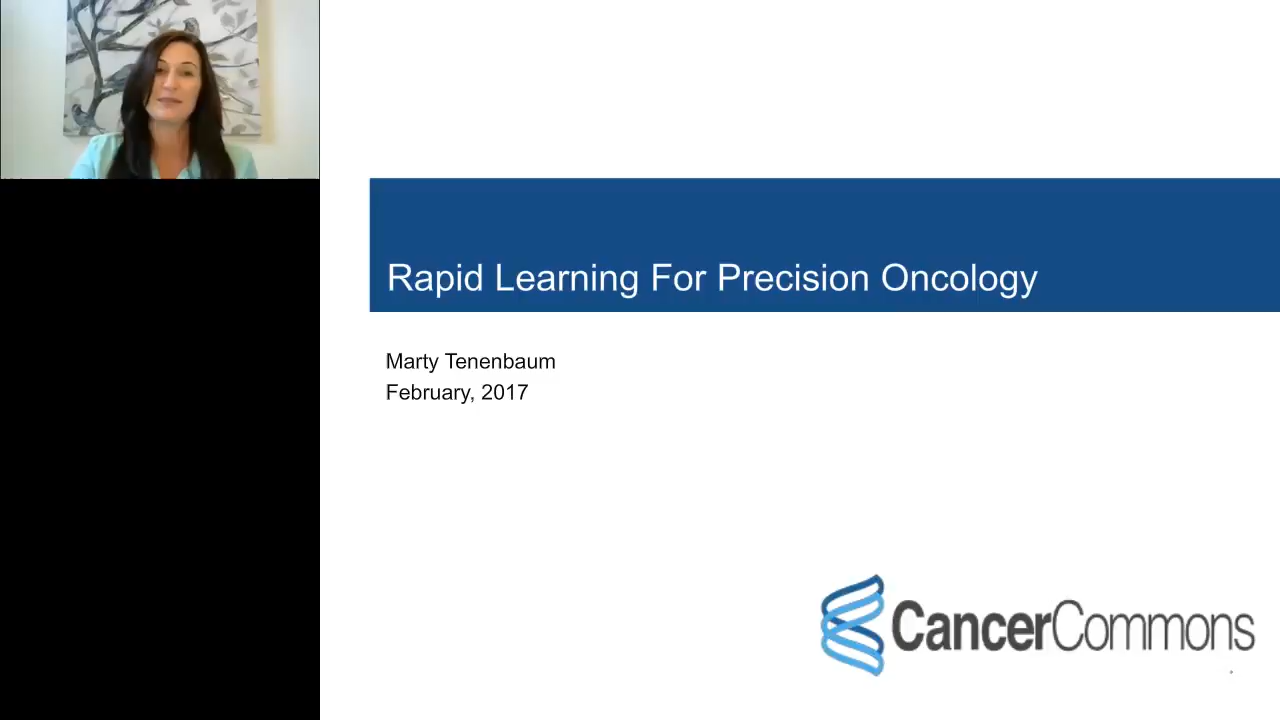 Rapid Learning For Precision Oncology
Marty Tenenbaum
February, 2017
CancerCommons